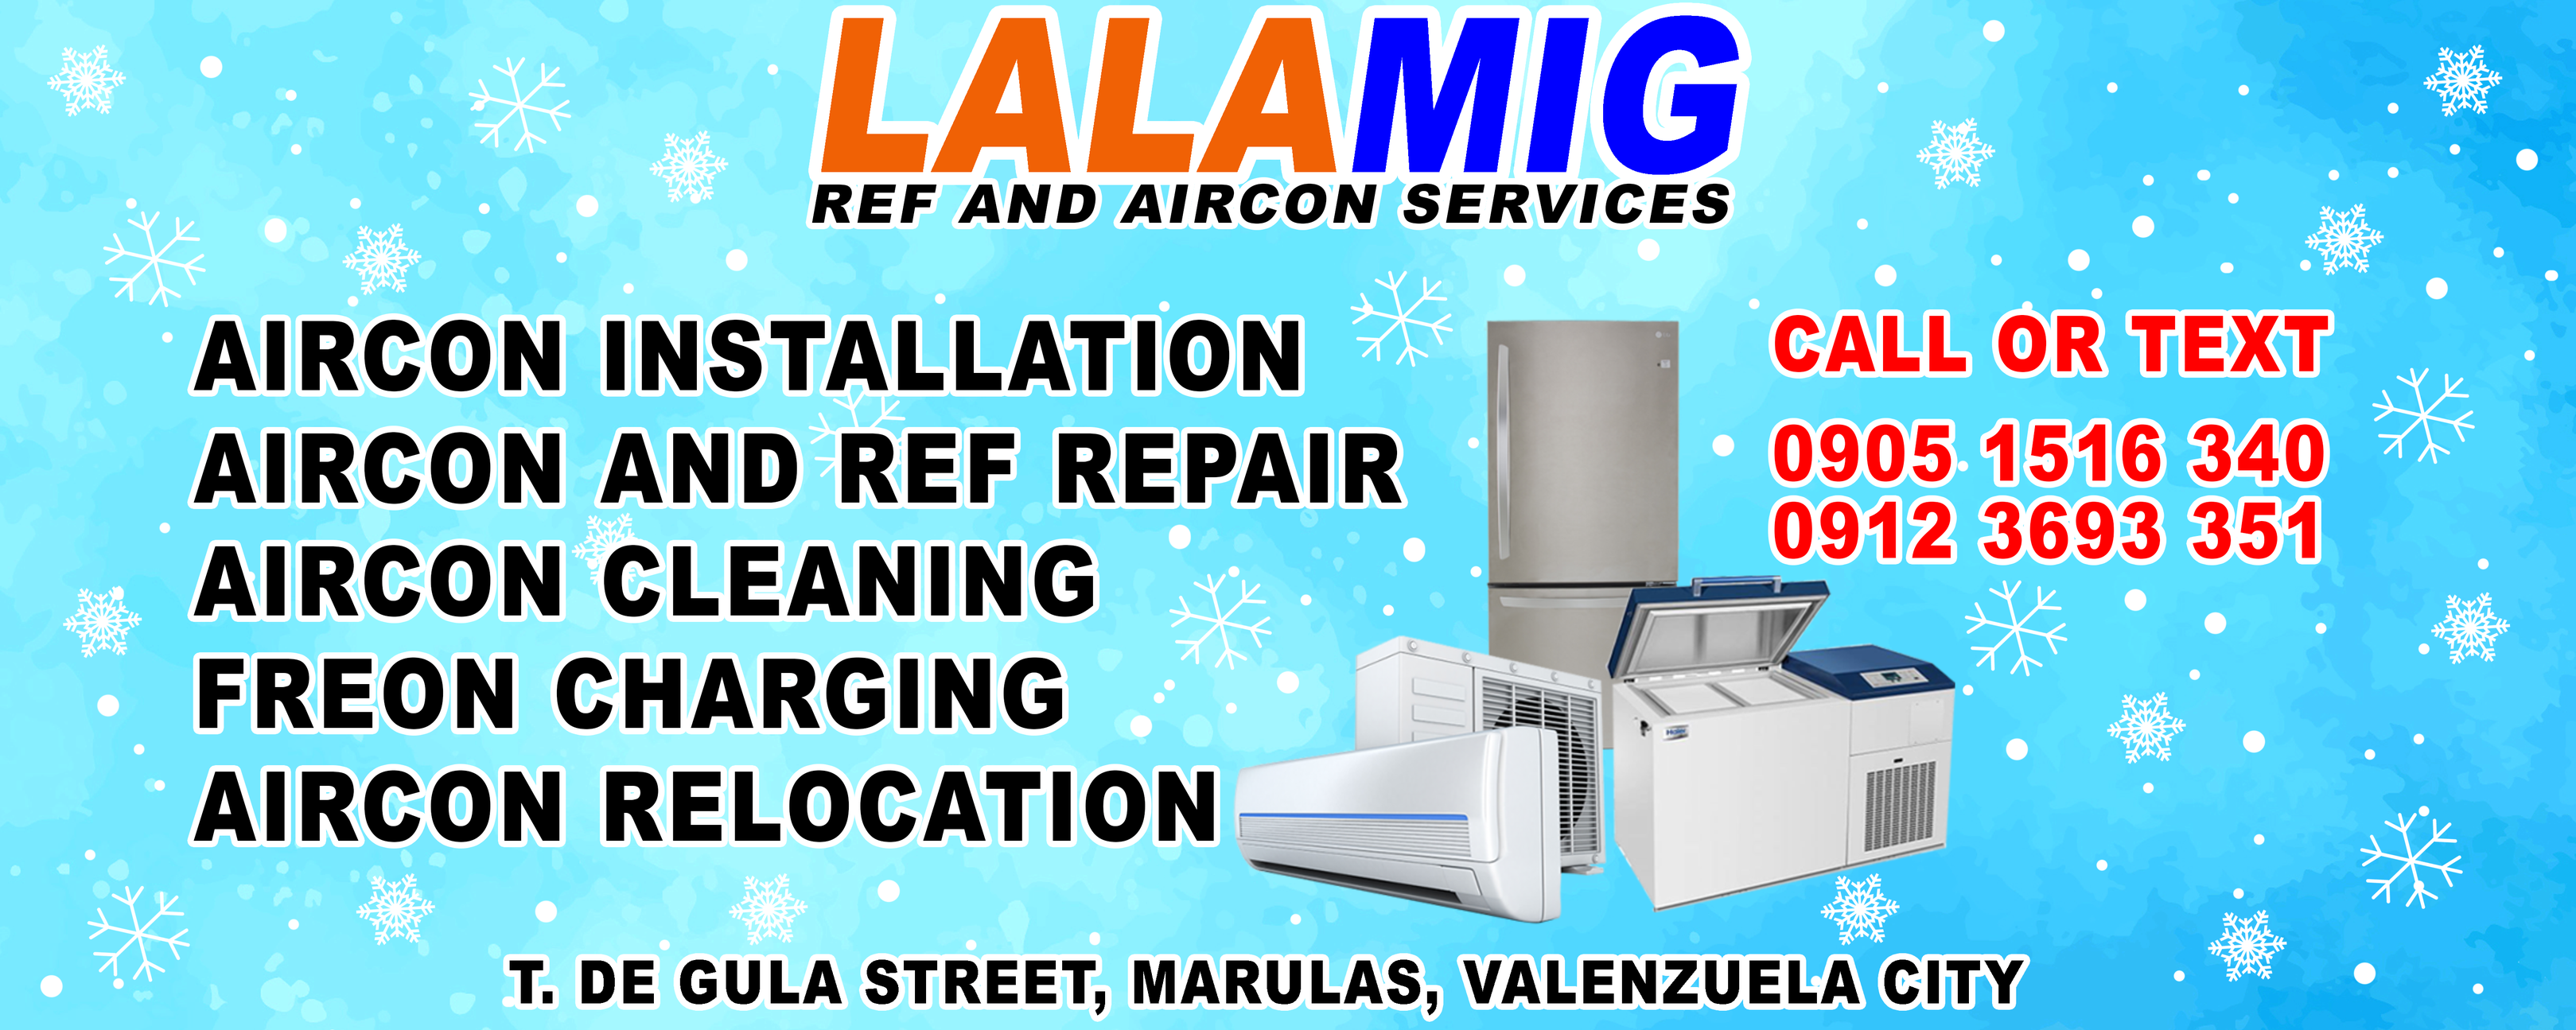 LALAMIG
REF AND AIRCON SERVICES
AIRCON INSTALLATION
AIRCON AND REF REPAIR
AIRCON CLEANING
FREON CHARGING
AIRCON RELOCATION
CALL OR TEXT
0905 1516 340
0912 3693 351
Haier
T. DE GULA STREET, MARULAS, VALENZUELA CITY